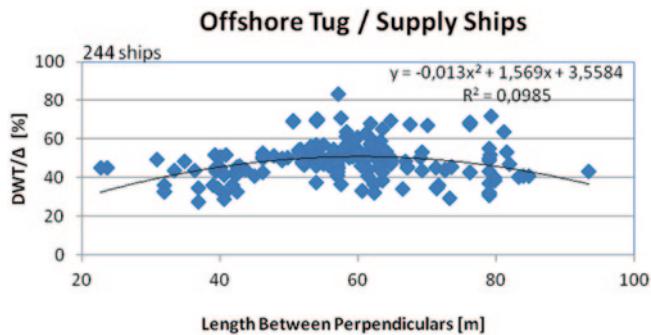 Offshore Tug / Supply Ships
244 ships
y = -0,013x² + 1,569x + 3,5584
R² = 0,0985
DWT/Δ [%]
100
80
60
40
20
0
20 40 60 80 100
Length Between Perpendiculars [m]